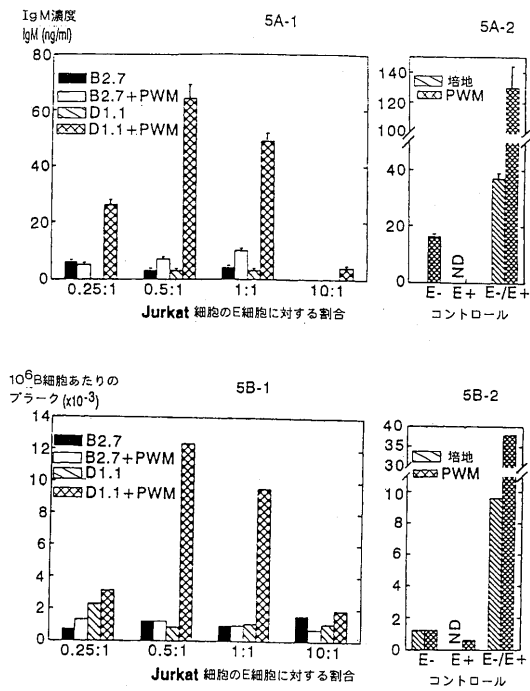 IgM濃度
IgM (ng/ml)
5A-1
80
60
40
20
0
B2.7
B2.7+PWM
D1.1
D1.1+PWM
0.25:1
0.5:1
1:1
10:1
Jurkat 細胞のE細胞に対する割合
5A-2
140
120
100
40
20
0
培地
PWM
ND
E-
E+
E-/E+
コントロール
10⁶B細胞あたりの
プラーク(x10⁻³)
5B-1
14
12
10
8
6
4
2
0
B2.7
B2.7+PWM
D1.1
D1.1+PWM
0.25:1
0.5:1
1:1
10:1
Jurkat 細胞のE細胞に対する割合
5B-2
40
35
30
10
8
6
4
2
0
培地
PWM
ND
E-
E+
E-/E+
コントロール